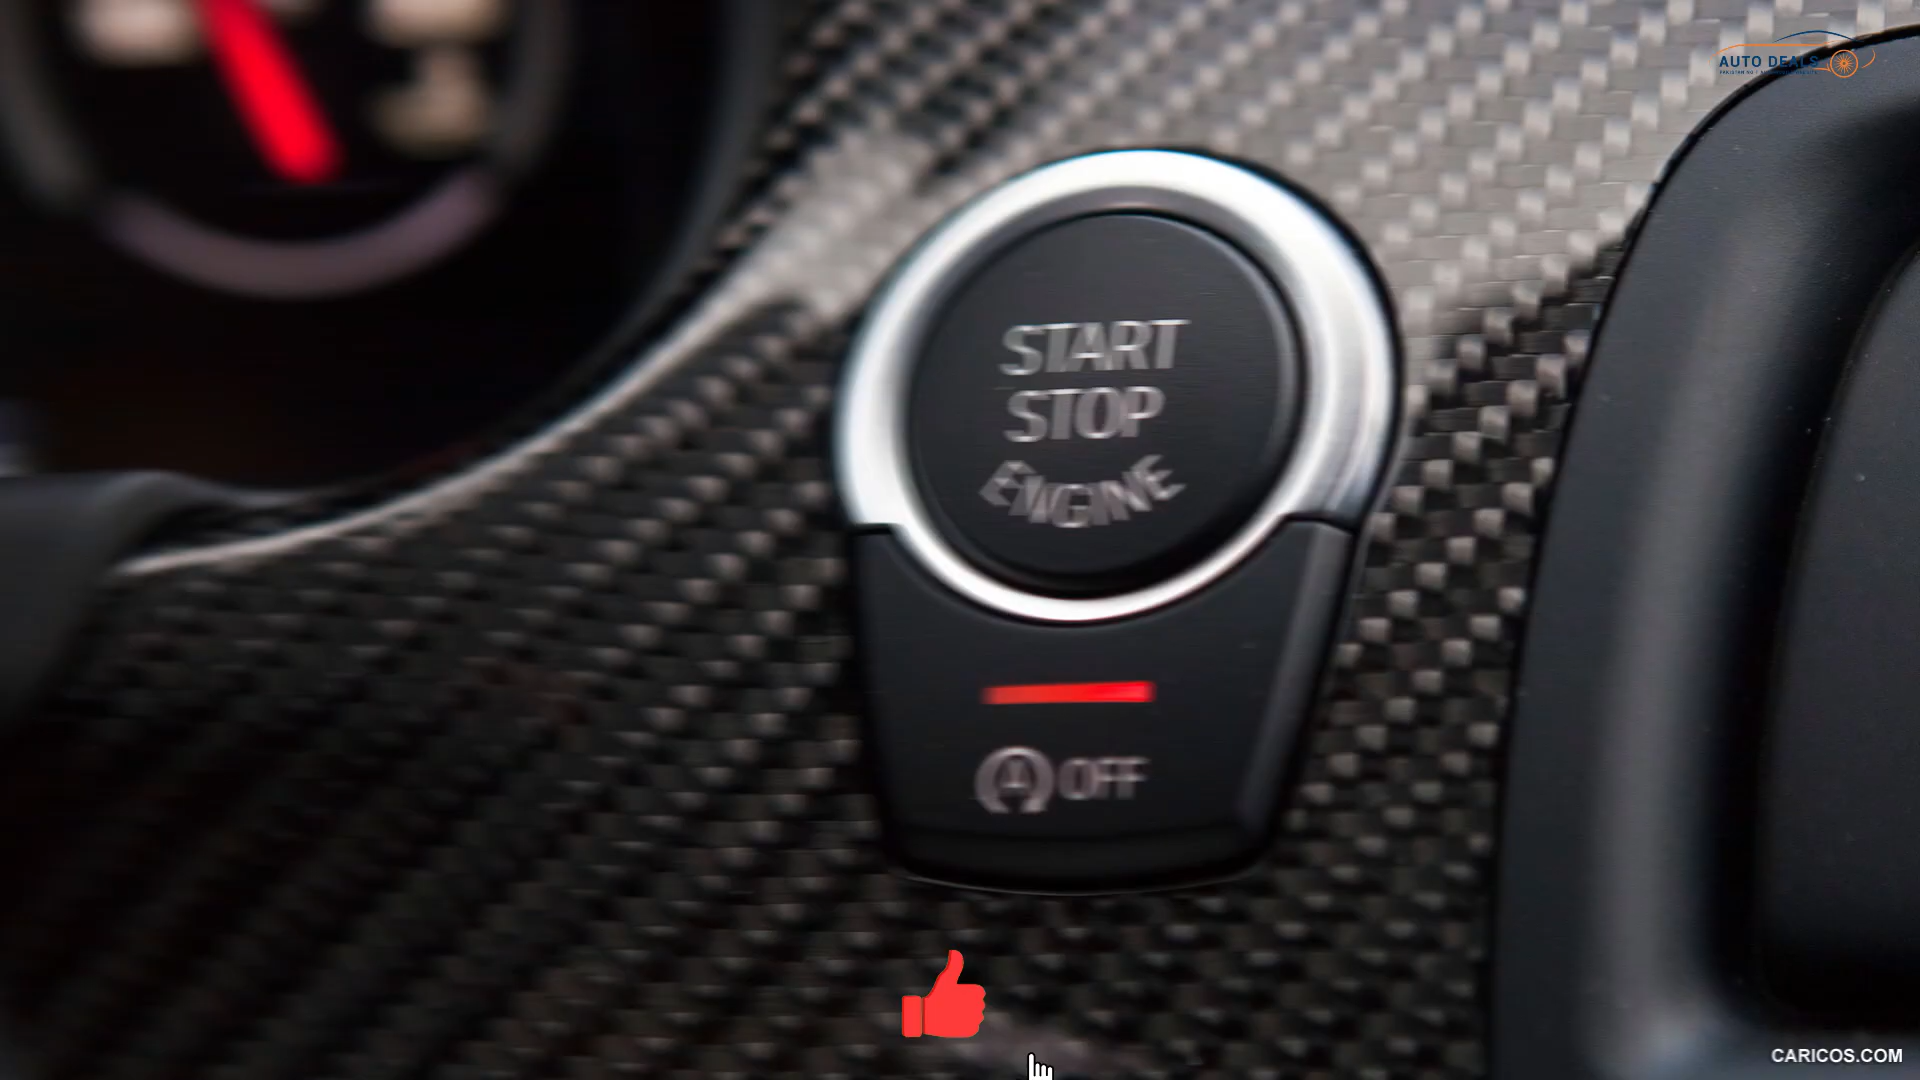 AUTO DEALS
START
STOP
ENGINE
A OFF
CARICOS.COM